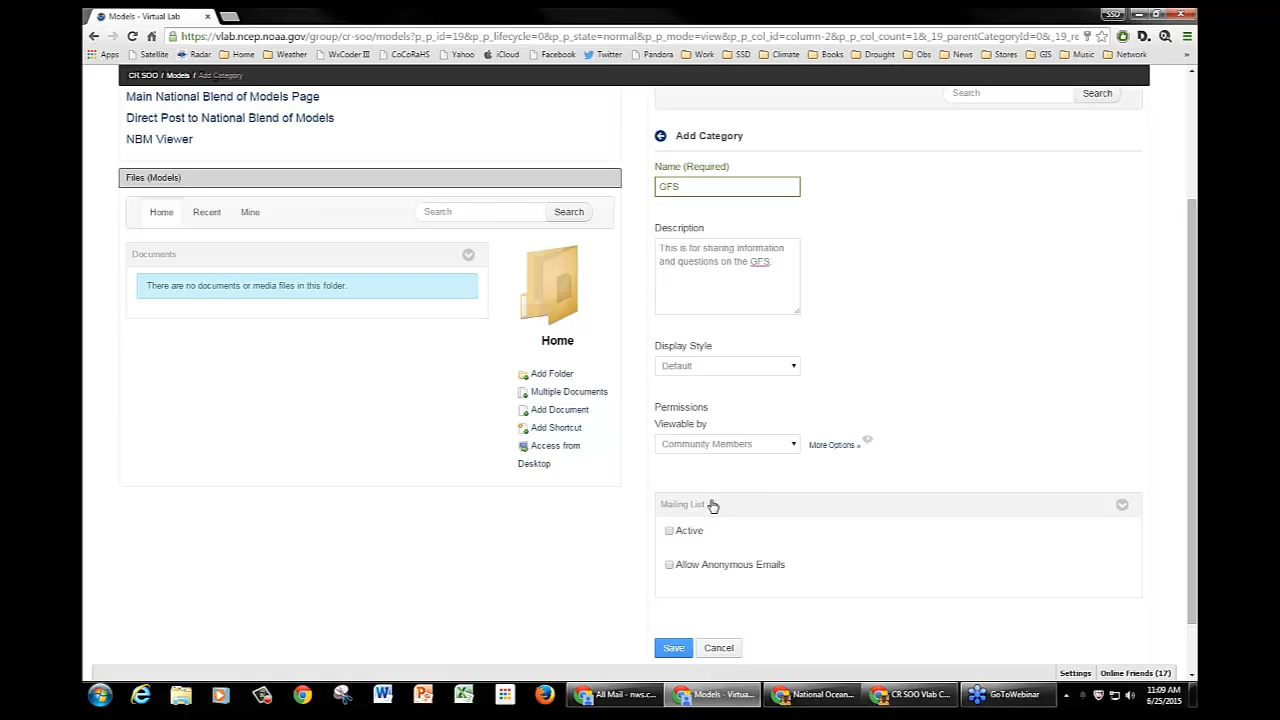 Models - Virtual Lab
SSD
https://vlab.ncep.noaa.gov/group/cr-soo/models?p_p_id=19&p_p_lifecycle=0&p_p_state=normal&p_p_mode=view&p_p_col_id=column-2&p_p_col_count=1&_19_parentCategoryId=0&_19_re
Apps Satellite Radar Home Weather WxCoder III CoCoRaHS Yahoo iCloud Facebook Twitter Pandora Work SSD Climate Books Drought Obs News Stores GIS Music Network
CR SOO / Models / Add Category
Main National Blend of Models Page
Direct Post to National Blend of Models
NBM Viewer
Files (Models)
Home Recent Mine Search Search
Documents
There are no documents or media files in this folder.
Home
Add Folder
Multiple Documents
Add Document
Add Shortcut
Access from
Desktop
Search Search
Add Category
Name (Required)
GFS
Description
This is for sharing information
and questions on the GFS.
Display Style
Default
Permissions
Viewable by
Community Members More Options »
Mailing List
Active
Allow Anonymous Emails
Save Cancel
Settings Online Friends (17)
All Mail - nws.c... Models - Virtua... National Ocean... CR SOO Vlab C... GoToWebinar
11:09 AM
6/25/2015